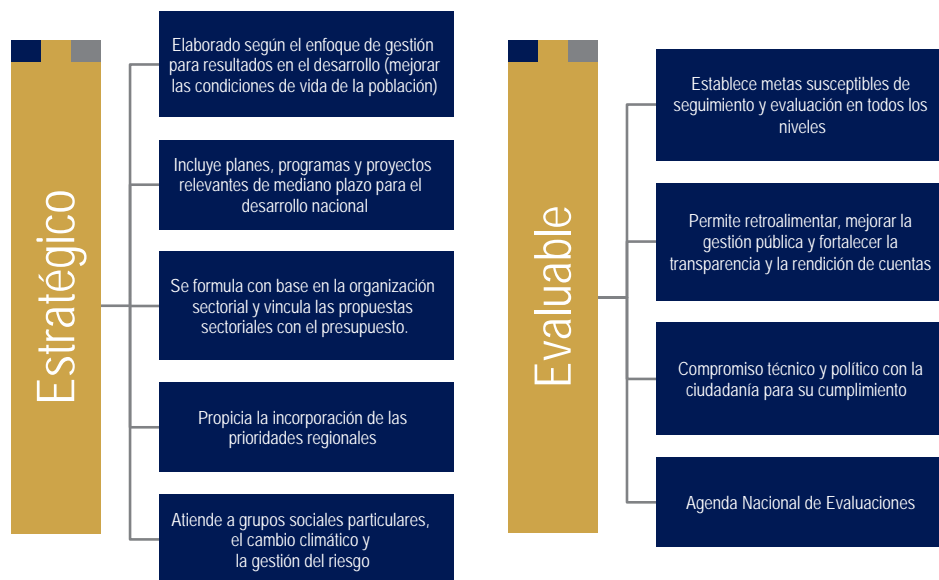 Estratégico
Elaborado según el enfoque de gestión
para resultados en el desarrollo (mejorar
las condiciones de vida de la población)
Incluye planes, programas y proyectos
relevantes de mediano plazo para el
desarrollo nacional
Se formula con base en la organización
sectorial y vincula las propuestas
sectoriales con el presupuesto.
Propicia la incorporación de las
prioridades regionales
Atiende a grupos sociales particulares,
el cambio climático y
la gestión del riesgo
Evaluable
Establece metas susceptibles de
seguimiento y evaluación en todos los
niveles
Permite retroalimentar, mejorar la
gestión pública y fortalecer la
transparencia y la rendición de cuentas
Compromiso técnico y político con la
ciudadanía para su cumplimiento
Agenda Nacional de Evaluaciones